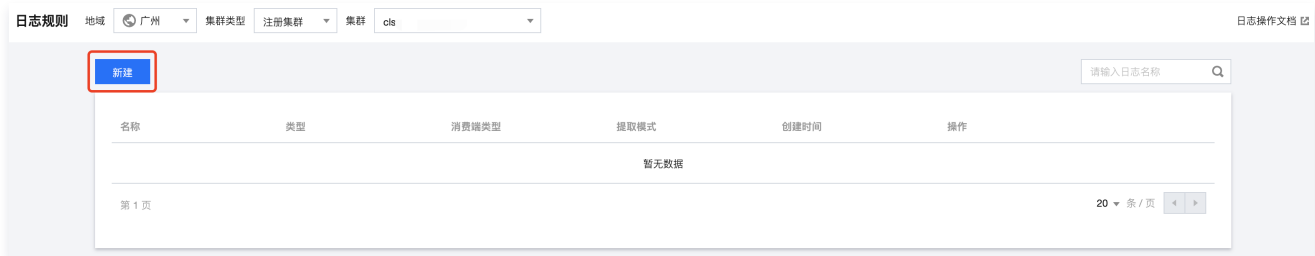 日志规则 地域 广州 集群类型 注册集群 集群 cls 日志操作文档
新建 请输入日志名称
名称 类型 消费端类型 提取模式 创建时间 操作
暂无数据
第 1 页 20 条 / 页